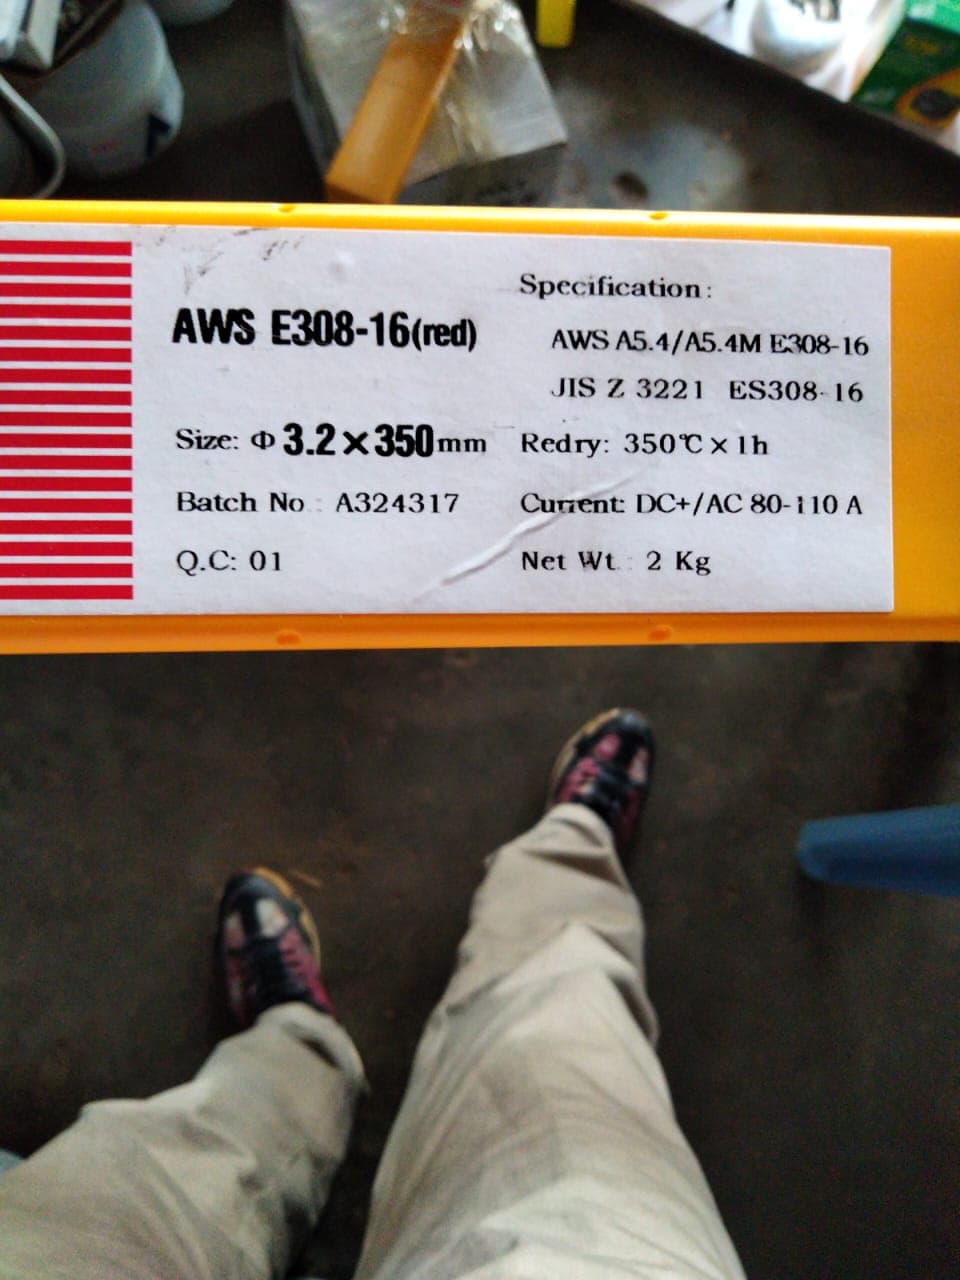 AWS E308-16(red)
Size: Φ 3.2×350mm
Batch No : A324317
Q.C: 01
Specification:
AWS A5.4/A5.4M E308-16
JIS Z 3221 ES308-16
Redry: 350℃ × 1h
Current: DC+/AC 80-110 A
Net Wt : 2 Kg